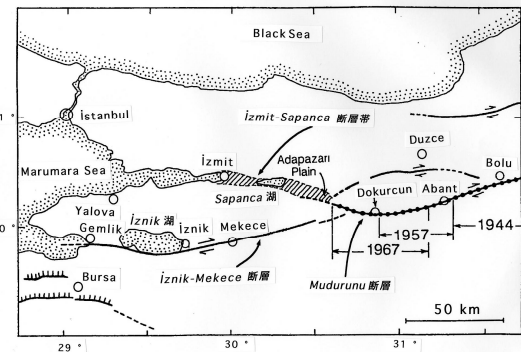 Black Sea
İstanbul
İzmit-Sapanca 断層帯
1°
Duzce
İzmit
Adapazarı
Plain
Marumara Sea
Bolu
Sapanca 湖
Dokurcun
Abant
Yalova
İznik 湖
Gemlik
İznik
Mekece
0°
1957
1944
1967
İznik-Mekece 断層
Mudurunu 断層
Bursa
50 km
29°
30°
31°